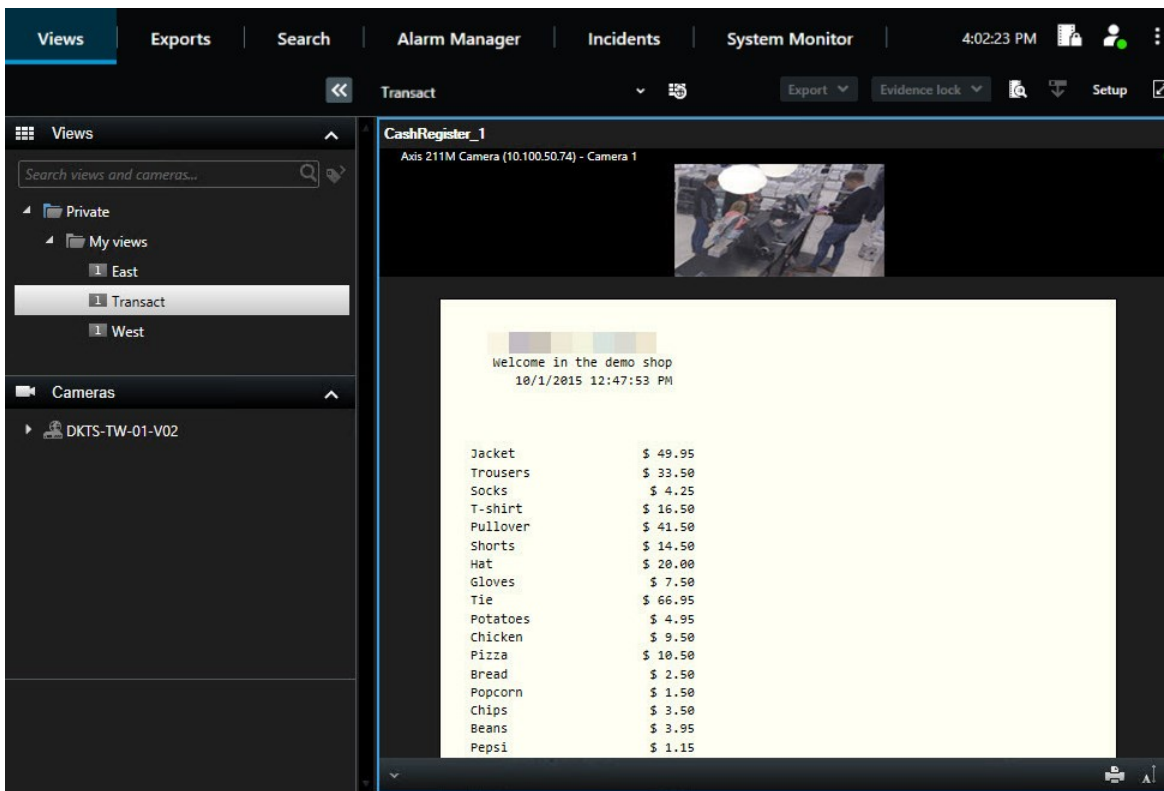 Views Exports Search Alarm Manager Incidents System Monitor 4:02:23 PM
Transact Export Evidence lock Setup
Views
Search views and cameras...
Private
My views
1 East
1 Transact
1 West
Cameras
DKTS-TW-01-V02
CashRegister_1
Axis 211M Camera (10.100.50.74) - Camera 1
Welcome in the demo shop
10/1/2015 12:47:53 PM
Jacket $ 49.95
Trousers $ 33.50
Socks $ 4.25
T-shirt $ 16.50
Pullover $ 41.50
Shorts $ 14.50
Hat $ 20.00
Gloves $ 7.50
Tie $ 66.95
Potatoes $ 4.95
Chicken $ 9.50
Pizza $ 10.50
Bread $ 2.50
Popcorn $ 1.50
Chips $ 3.50
Beans $ 3.95
Pepsi $ 1.15